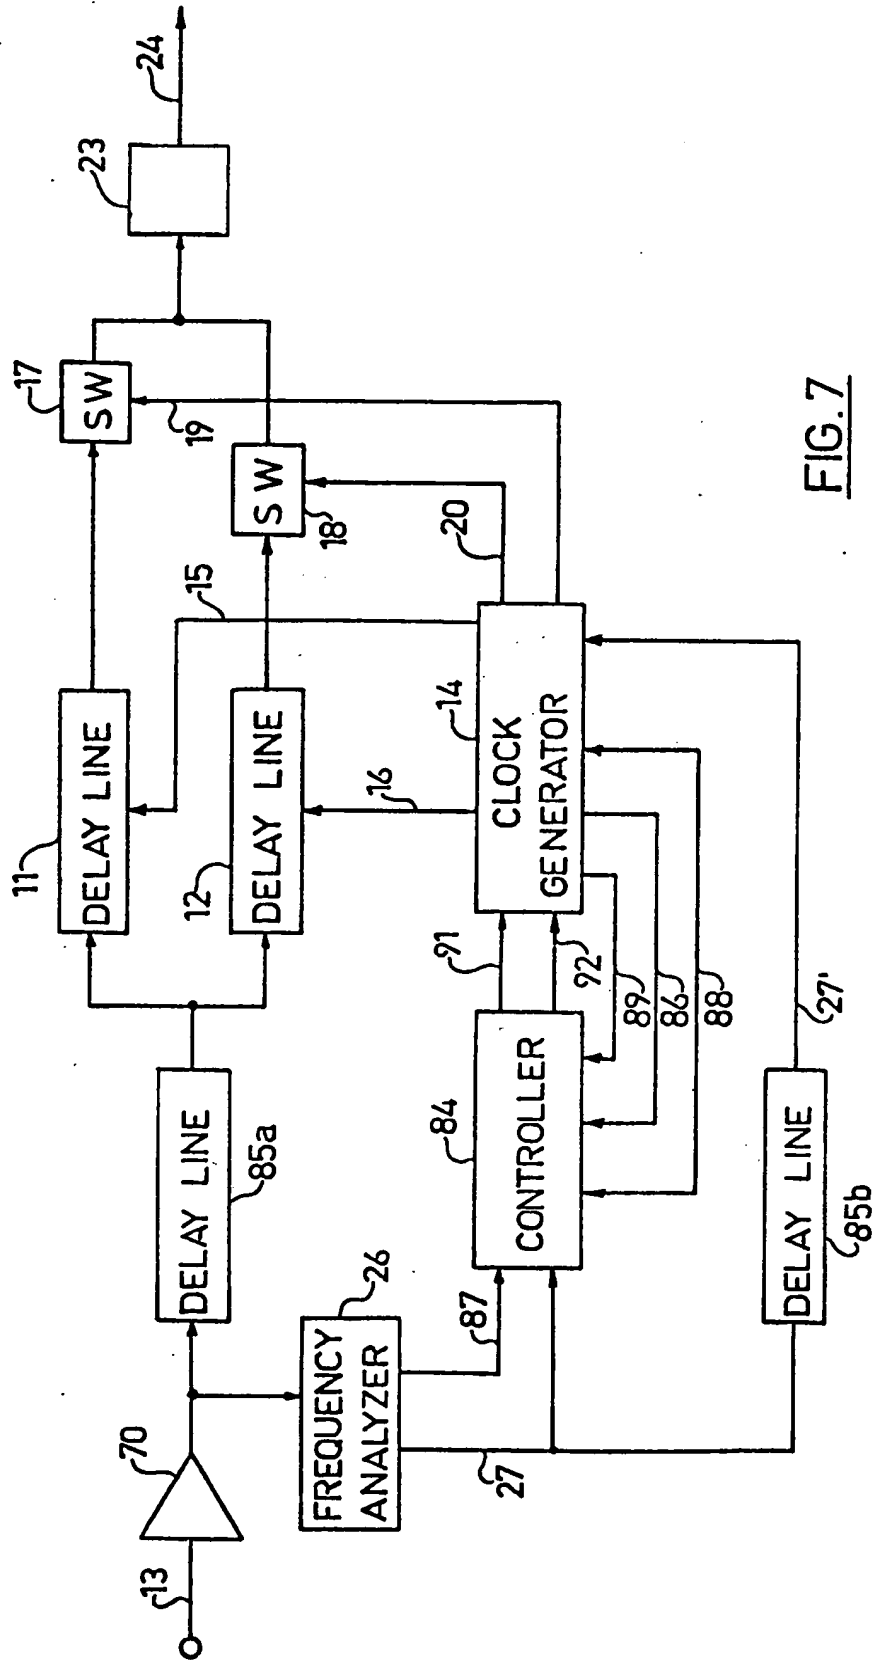 13
70
DELAY LINE
85a
11
DELAY LINE
12
DELAY LINE
15
16
17
SW
18
SW
19
20
23
24
26
FREQUENCY
ANALYZER
27
87
84
CONTROLLER
91
92
89
86
88
14
CLOCK
GENERATOR
DELAY LINE
85b
27'
FIG. 7